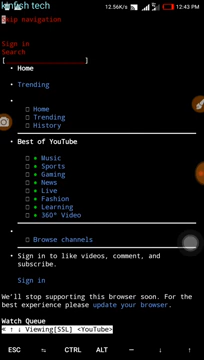 kinfish tech
12.56K/s 12:43 PM
Skip navigation
Sign in
Search
[ ]
• Home
• Trending
•
□ Home
□ Trending
□ History
• Best of YouTube
□ ● Music
□ ● Sports
□ ● Gaming
□ ● News
□ ● Live
□ ● Fashion
□ ● Learning
□ ● 360° Video
•
□ Browse channels
• Sign in to like videos, comment, and
subscribe.
Sign in
We'll stop supporting this browser soon. For the
best experience please update your browser.
Watch Queue
< ↑ ↓ Viewing[SSL] <YouTube>
ESC ⇆ CTRL ALT − ↓ ↑